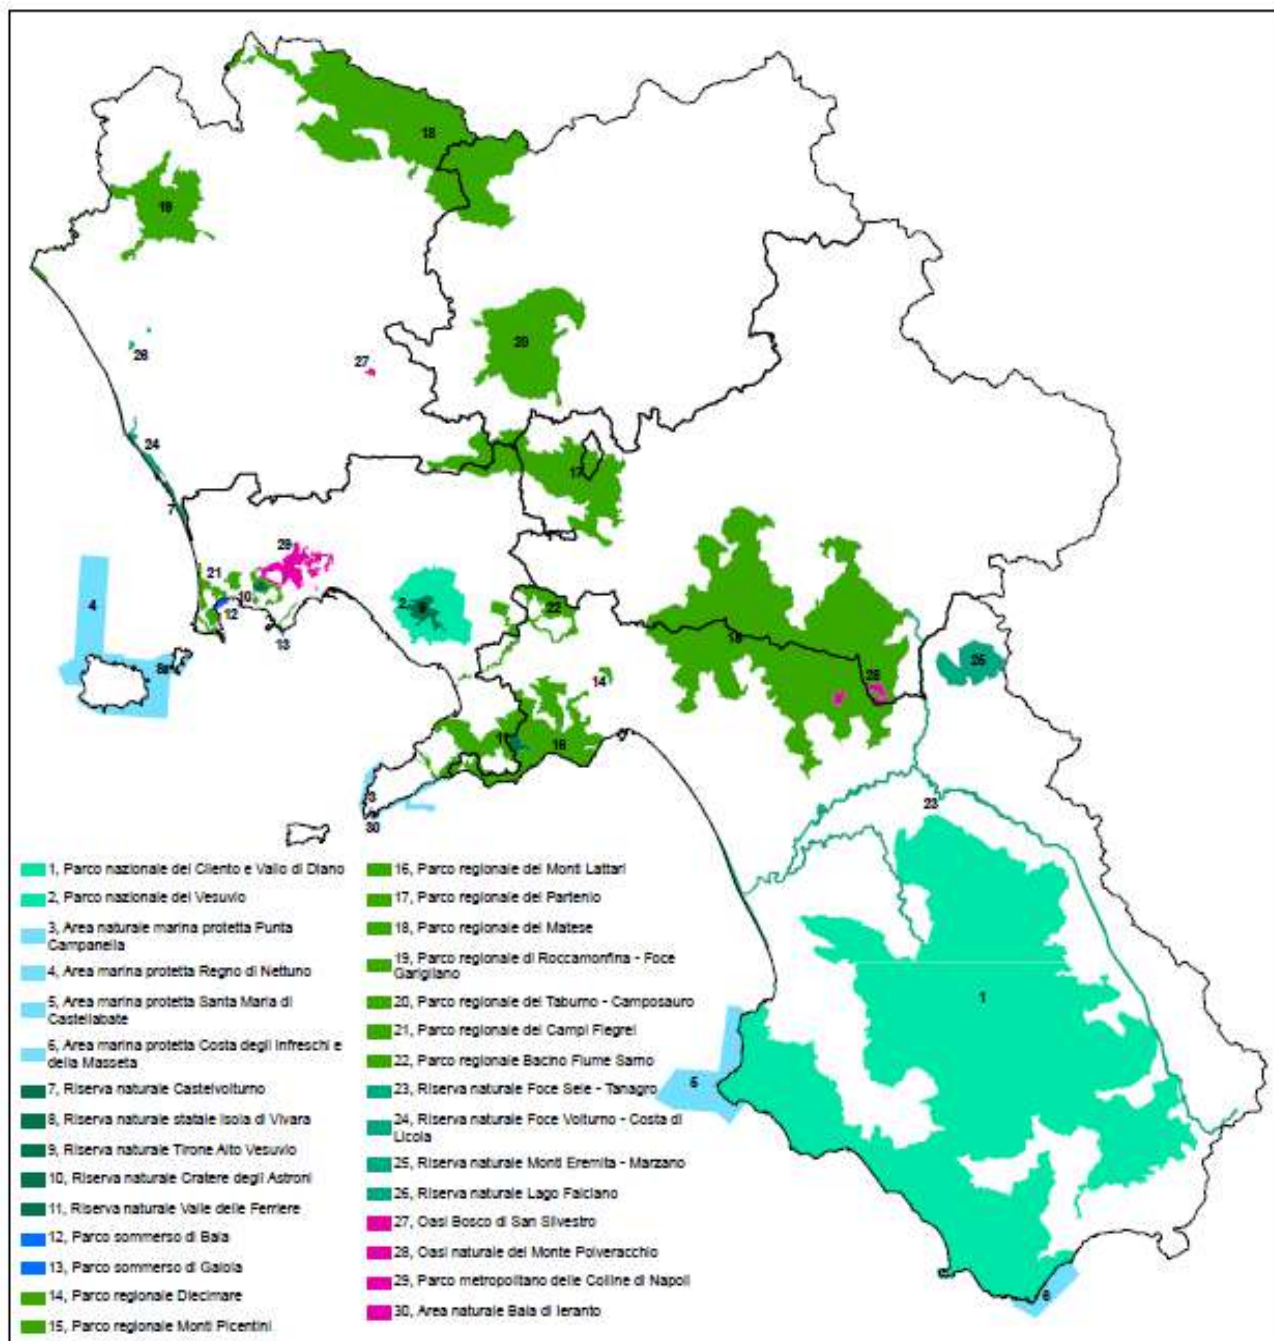 18
19
20
27
26
24
17
7
29
21
4
10
12
13
2
9
22
8
15
28
25
14
11
16
3
30
23
1
5
6
1, Parco nazionale del Cilento e Vallo di Diano
2, Parco nazionale del Vesuvio
3, Area naturale marina protetta Punta
Campanella
4, Area marina protetta Regno di Nettuno
5, Area marina protetta Santa Maria di
Castellabate
6, Area marina protetta Costa degli Infreschi e
della Masseta
7, Riserva naturale Castelvolturno
8, Riserva naturale statale Isola di Vivara
9, Riserva naturale Tirone Alto Vesuvio
10, Riserva naturale Cratere degli Astroni
11, Riserva naturale Valle delle Ferriere
12, Parco sommerso di Baia
13, Parco sommerso di Gaiola
14, Parco regionale Diecimare
15, Parco regionale Monti Picentini
16, Parco regionale dei Monti Lattari
17, Parco regionale del Partenio
18, Parco regionale del Matese
19, Parco regionale di Roccamonfina - Foce
Garigliano
20, Parco regionale del Taburno - Camposauro
21, Parco regionale dei Campi Flegrei
22, Parco regionale Bacino Fiume Sarno
23, Riserva naturale Foce Sele - Tanagro
24, Riserva naturale Foce Volturno - Costa di
Licola
25, Riserva naturale Monti Eremita - Marzano
26, Riserva naturale Lago Falciano
27, Oasi Bosco di San Silvestro
28, Oasi naturale del Monte Polveracchio
29, Parco metropolitano delle Colline di Napoli
30, Area naturale Baia di Ieranto